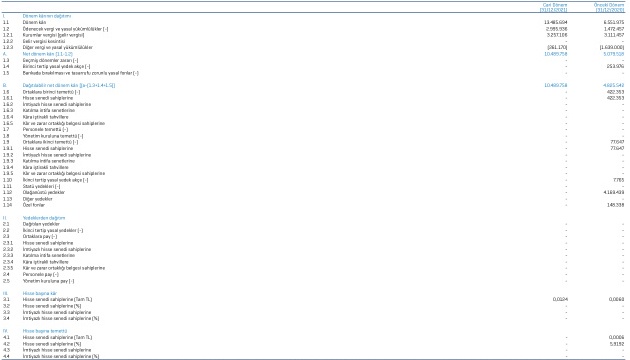 Cari Dönem Önceki Dönem
(31/12/2021) (31/12/2020)
I. Dönem kârının dağıtımı
1.1 Dönem kârı 13.485.694 6.551.975
1.2 Ödenecek vergi ve yasal yükümlülükler (-) 2.995.936 1.472.457
1.2.1 Kurumlar vergisi (gelir vergisi) 3.257.106 3.111.457
1.2.2 Gelir vergisi kesintisi - -
1.2.3 Diğer vergi ve yasal yükümlülükler (261.170) (1.639.000)
A. Net dönem kârı (1.1-1.2) 10.489.758 5.079.518
1.3 Geçmiş dönemler zararı (-) - -
1.4 Birinci tertip yasal yedek akçe (-) - 253.976
1.5 Bankada bırakılması ve tasarrufu zorunlu yasal fonlar (-) - -
B. Dağıtılabilir net dönem kârı [(a-(1.3+1.4+1.5)] 10.489.758 4.825.542
1.6 Ortaklara birinci temettü (-) - 422.353
1.6.1 Hisse senedi sahiplerine - 422.353
1.6.2 İmtiyazlı hisse senedi sahiplerine - -
1.6.3 Katılma intifa senetlerine - -
1.6.4 Kâra iştirakli tahvillere - -
1.6.5 Kâr ve zarar ortaklığı belgesi sahiplerine - -
1.7 Personele temettü (-) - -
1.8 Yönetim kuruluna temettü (-) - -
1.9 Ortaklara ikinci temettü (-) - 77.647
1.9.1 Hisse senedi sahiplerine - 77.647
1.9.2 İmtiyazlı hisse senedi sahiplerine - -
1.9.3 Katılma intifa senetlerine - -
1.9.4 Kâra iştirakli tahvillere - -
1.9.5 Kâr ve zarar ortaklığı belgesi sahiplerine - -
1.10 İkinci tertip yasal yedek akçe (-) - 7.765
1.11 Statü yedekleri (-) - -
1.12 Olağanüstü yedekler - 4.169.439
1.13 Diğer yedekler - -
1.14 Özel fonlar - 148.338
II. Yedeklerden dağıtım
2.1 Dağıtılan yedekler - -
2.2 İkinci tertip yasal yedekler (-) - -
2.3 Ortaklara pay (-) - -
2.3.1 Hisse senedi sahiplerine - -
2.3.2 İmtiyazlı hisse senedi sahiplerine - -
2.3.3 Katılma intifa senetlerine - -
2.3.4 Kâra iştirakli tahvillere - -
2.3.5 Kâr ve zarar ortaklığı belgesi sahiplerine - -
2.4 Personele pay (-) - -
2.5 Yönetim kuruluna pay (-) - -
III. Hisse başına kâr
3.1 Hisse senedi sahiplerine (Tam TL) 0,0124 0,0060
3.2 Hisse senedi sahiplerine (%) - -
3.3 İmtiyazlı hisse senedi sahiplerine - -
3.4 İmtiyazlı hisse senedi sahiplerine (%) - -
IV. Hisse başına temettü
4.1 Hisse senedi sahiplerine (Tam TL) - 0,0006
4.2 Hisse senedi sahiplerine (%) - 5,9192
4.3 İmtiyazlı hisse senedi sahiplerine - -
4.4 İmtiyazlı hisse senedi sahiplerine (%) - -